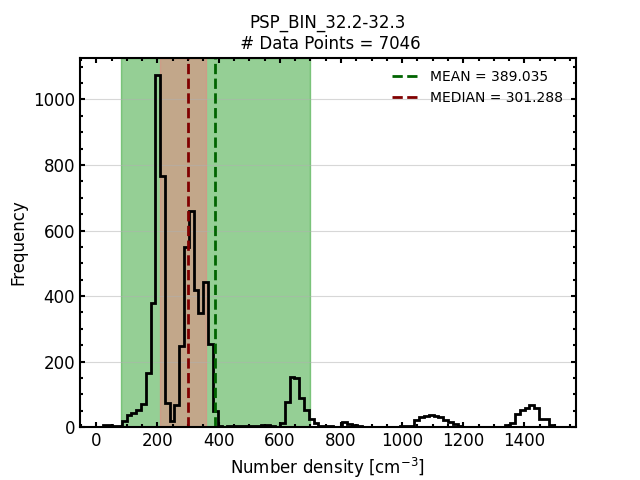 PSP_BIN_32.2-32.3
# Data Points = 7046
MEAN = 389.035
MEDIAN = 301.288
Frequency
1000
800
600
400
200
0
0 200 400 600 800 1000 1200 1400
Number density [cm⁻³]